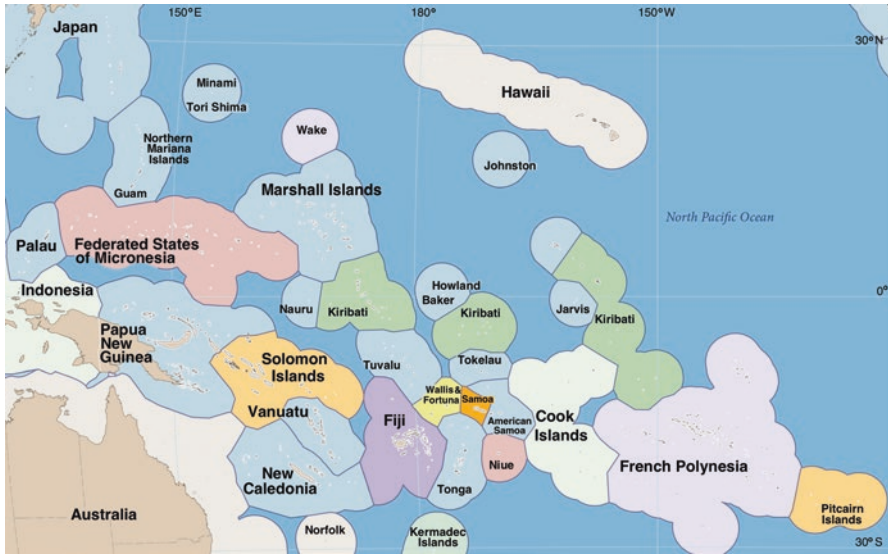 150°E
180°
150°W
30°N
Japan
Minami
Tori Shima
Hawaii
Wake
Northern
Mariana
Islands
Johnston
Guam
Marshall Islands
North Pacific Ocean
Palau
Federated States
of Micronesia
Indonesia
Howland
Baker
0°
Nauru
Kiribati
Kiribati
Jarvis
Kiribati
Papua
New
Guinea
Solomon
Islands
Tuvalu
Tokelau
Wallis &
Fortuna
Samoa
Vanuatu
Fiji
American
Samoa
Cook
Islands
New
Caledonia
Tonga
Niue
French Polynesia
Pitcairn
Islands
Australia
Norfolk
Kermadec
Islands
30°S